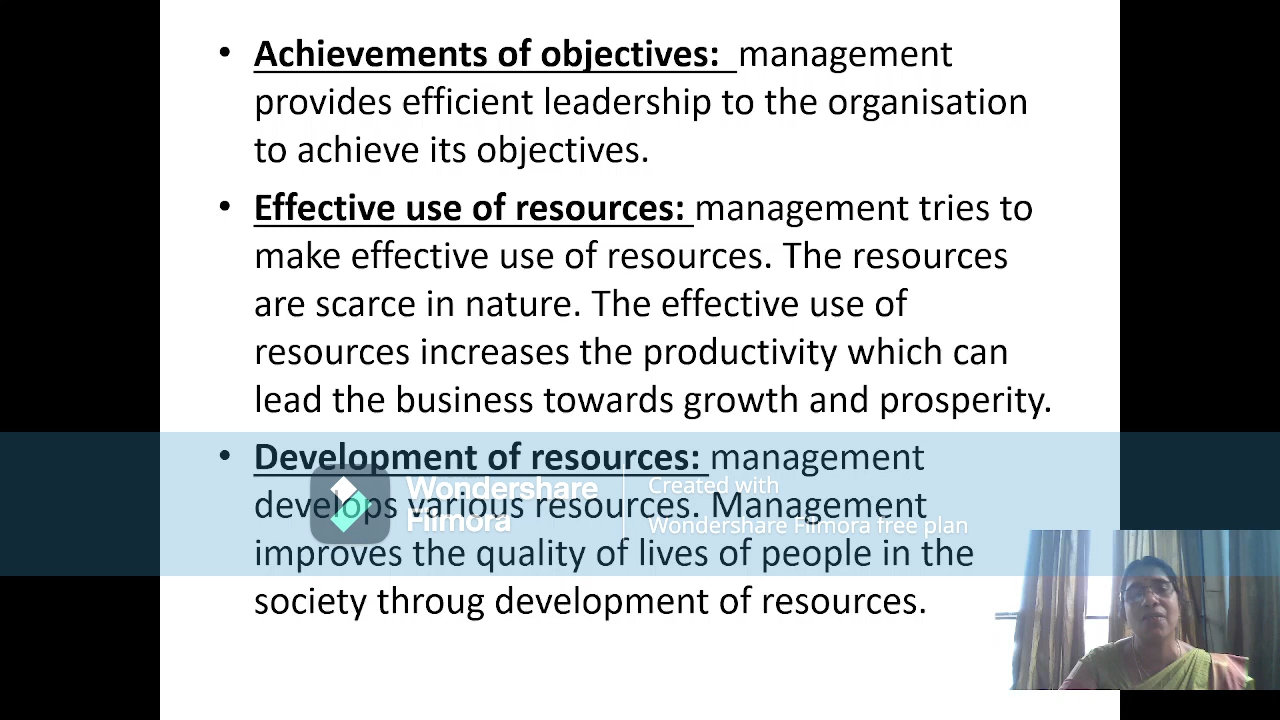 • Achievements of objectives: management
provides efficient leadership to the organisation
to achieve its objectives.
• Effective use of resources: management tries to
make effective use of resources. The resources
are scarce in nature. The effective use of
resources increases the productivity which can
lead the business towards growth and prosperity.
• Development of resources: management
develops various resources. Management
improves the quality of lives of people in the
society throug development of resources.
Wondershare
Filmora
Created with
Wondershare Filmora free plan